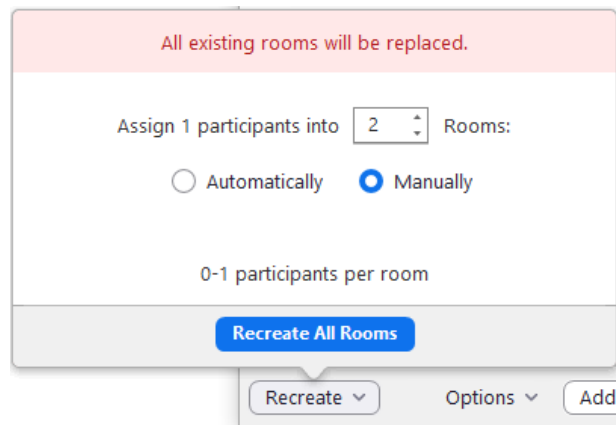 All existing rooms will be replaced.
Assign 1 participants into 2 Rooms:
Automatically Manually
0-1 participants per room
Recreate All Rooms
Recreate Options Add